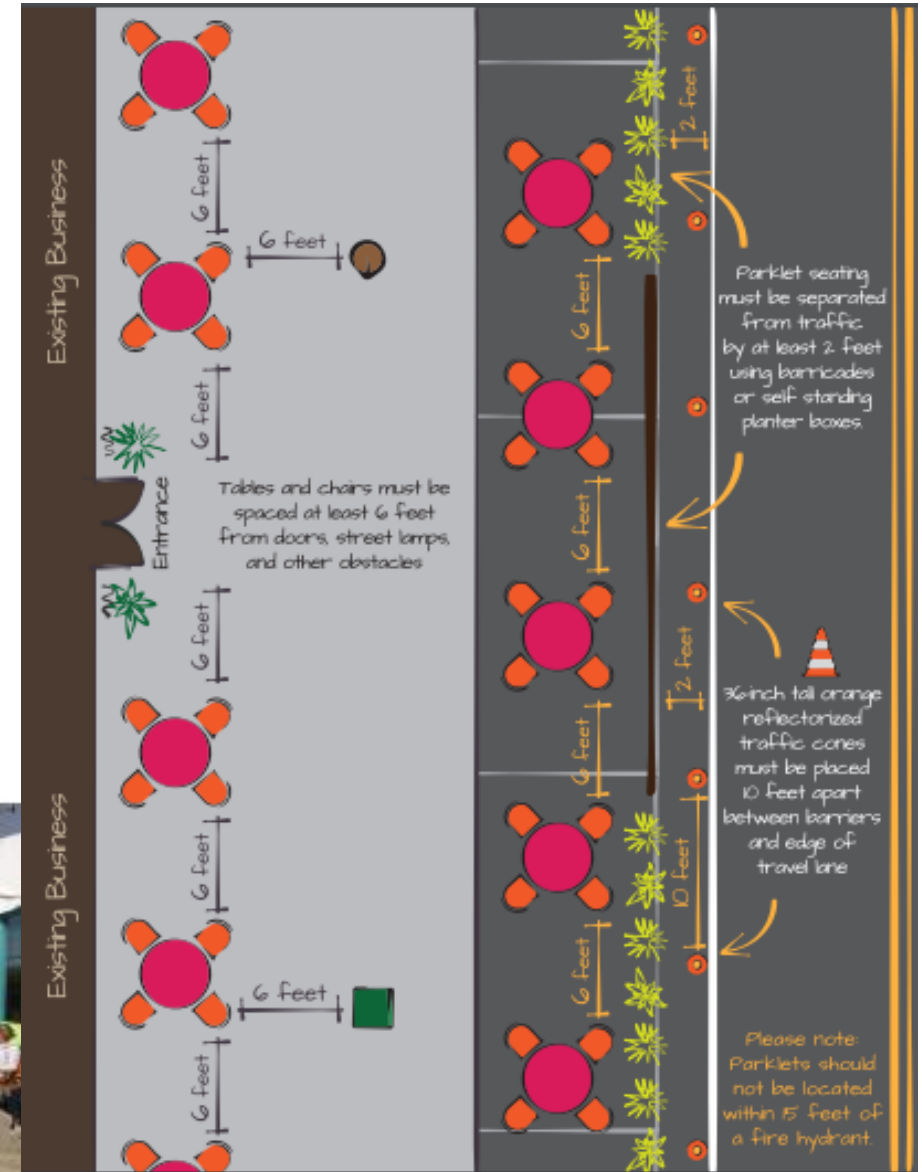 Existing Business
Existing Business
Entrance
6 feet
6 feet
6 feet
Tables and chairs must be
spaced at least 6 feet
from doors, street lamps,
and other obstacles
6 feet
6 feet
6 feet
6 feet
6 feet
6 feet
6 feet
6 feet
2 feet
2 feet
10 feet
Parklet seating
must be separated
from traffic
by at least 2 feet
using barricades
or self standing
planter boxes.
36-inch tall orange
reflectorized
traffic cones
must be placed
10 feet apart
between barriers
and edge of
travel lane
Please note:
Parklets should
not be located
within 15 feet of
a fire hydrant.